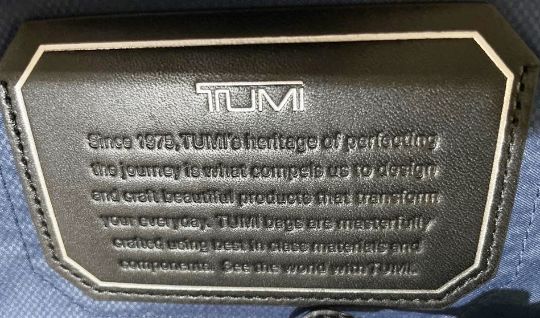 TUMI
Since 1975, TUMI's heritage of perfecting
the journey is what compels us to design
and craft beautiful products that transform
your everyday. TUMI bags are masterfully
crafted using best in class materials and
components. See the world with TUMI.